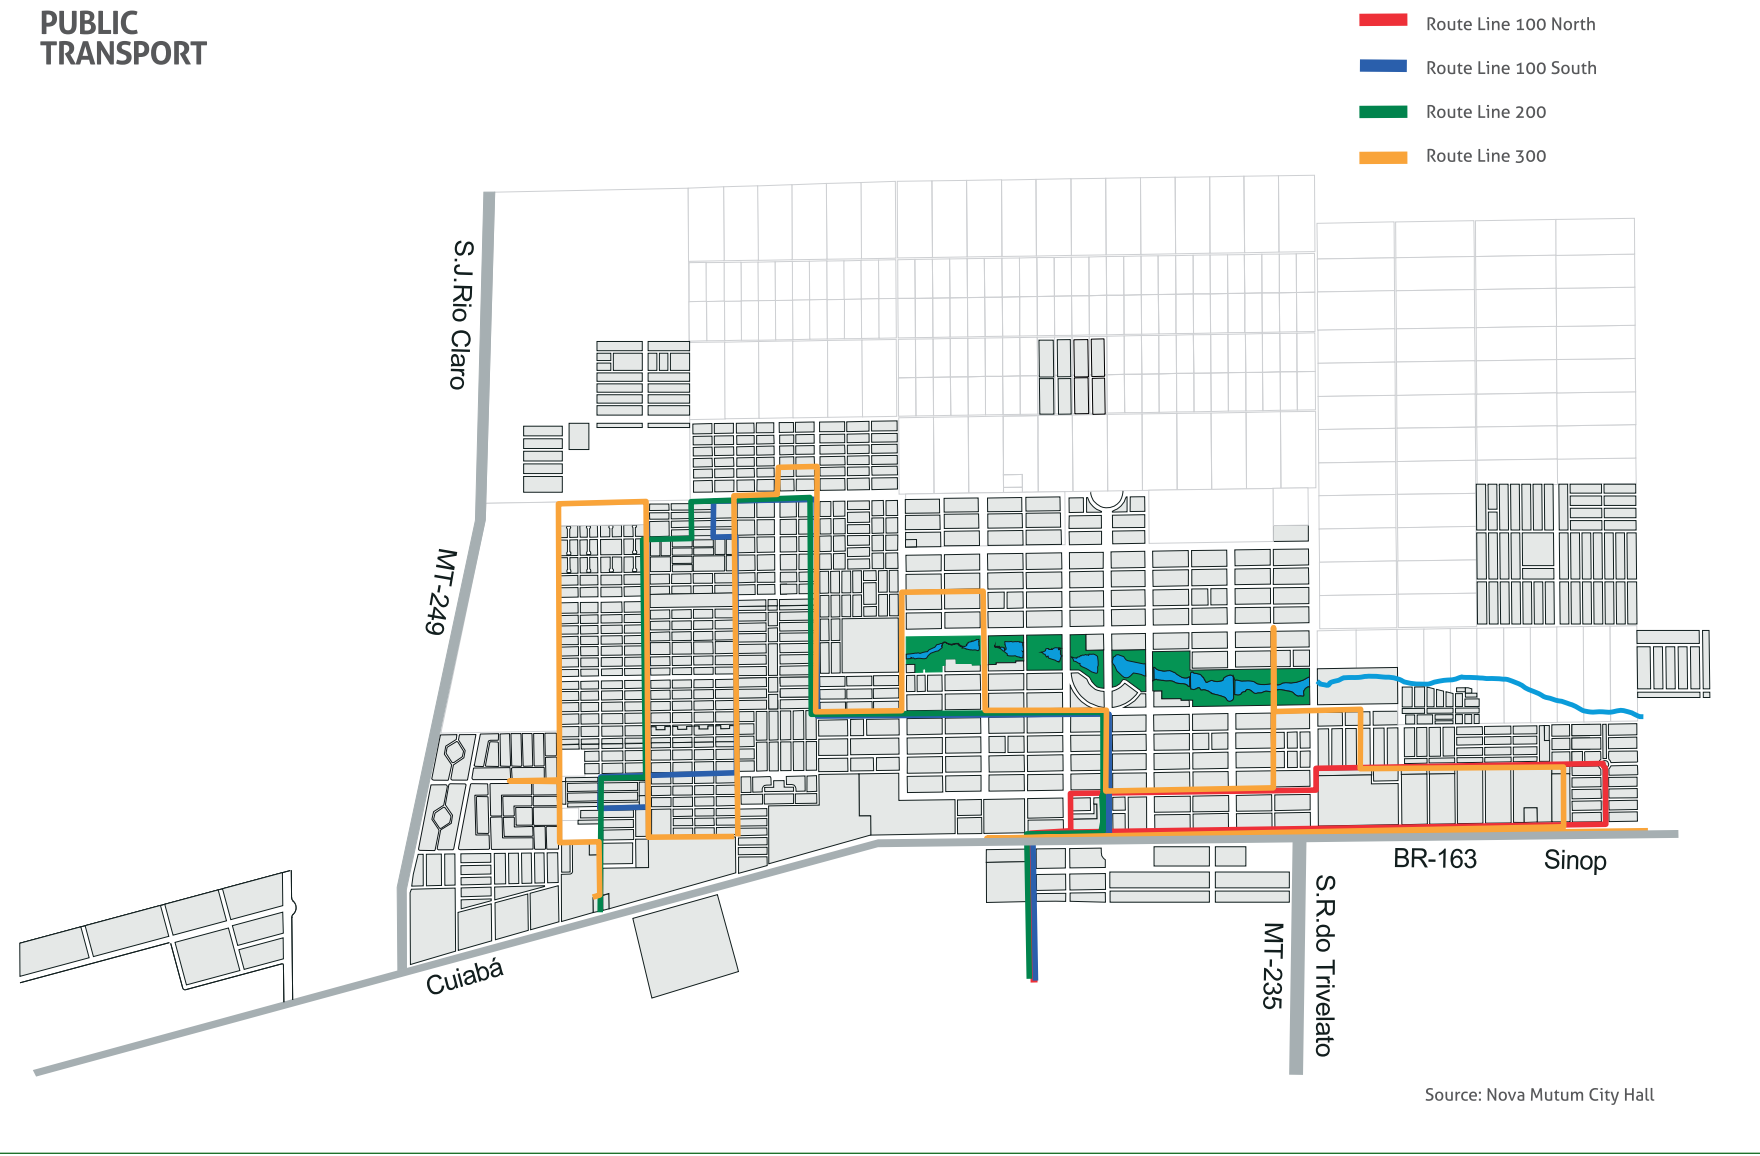 PUBLIC
TRANSPORT
Route Line 100 North
Route Line 100 South
Route Line 200
Route Line 300
S.J.Rio Claro
MT-249
Cuiabá
BR-163
Sinop
S.R.do Trivelato
MT-235
Source: Nova Mutum City Hall